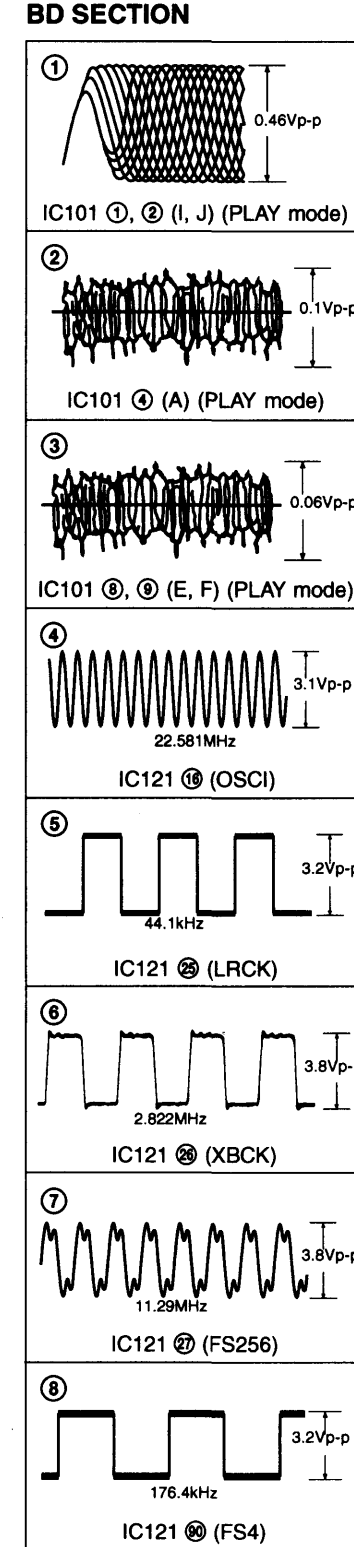 BD SECTION
①
0.46Vp-p
IC101 ①, ② (I, J) (PLAY mode)
②
0.1Vp-p
IC101 ④ (A) (PLAY mode)
③
0.06Vp-p
IC101 ⑧, ⑨ (E, F) (PLAY mode)
④
3.1Vp-p
22.581MHz
IC121 ⑯ (OSCI)
⑤
3.2Vp-p
44.1kHz
IC121 ㉕ (LRCK)
⑥
3.8Vp-
2.822MHz
IC121 ㉖ (XBCK)
⑦
3.8Vp-p
11.29MHz
IC121 ㉗ (FS256)
⑧
3.2Vp-p
176.4kHz
IC121 90 (FS4)